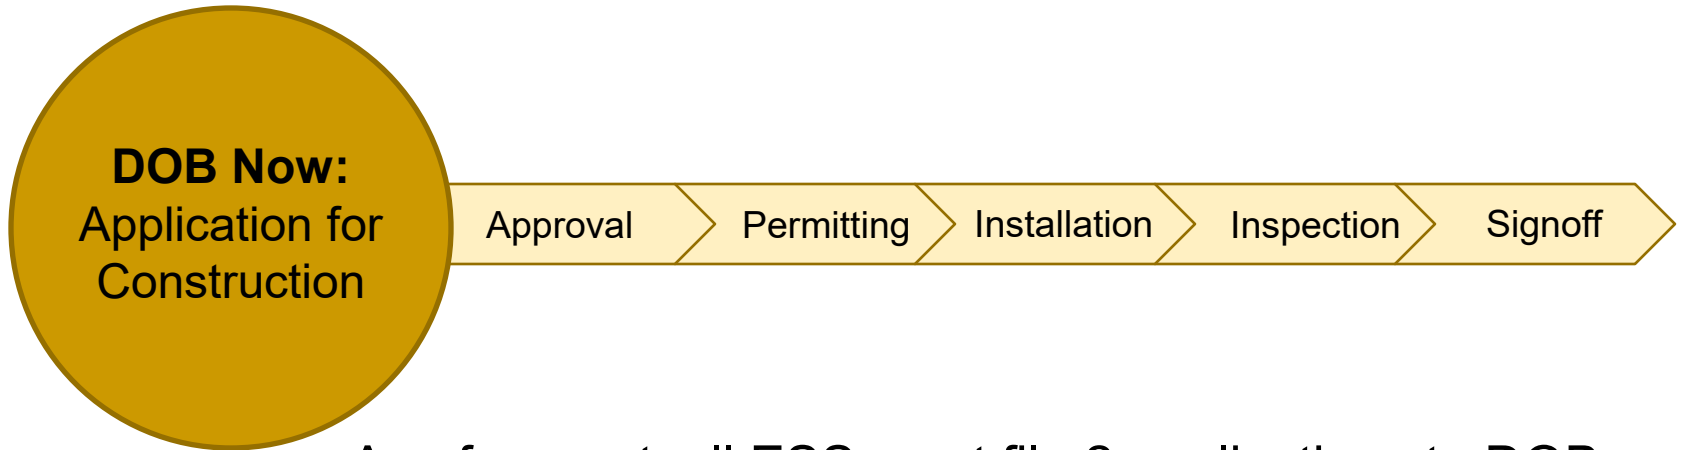 DOB Now:
Application for
Construction
Approval
Permitting
Installation
Inspection
Signoff